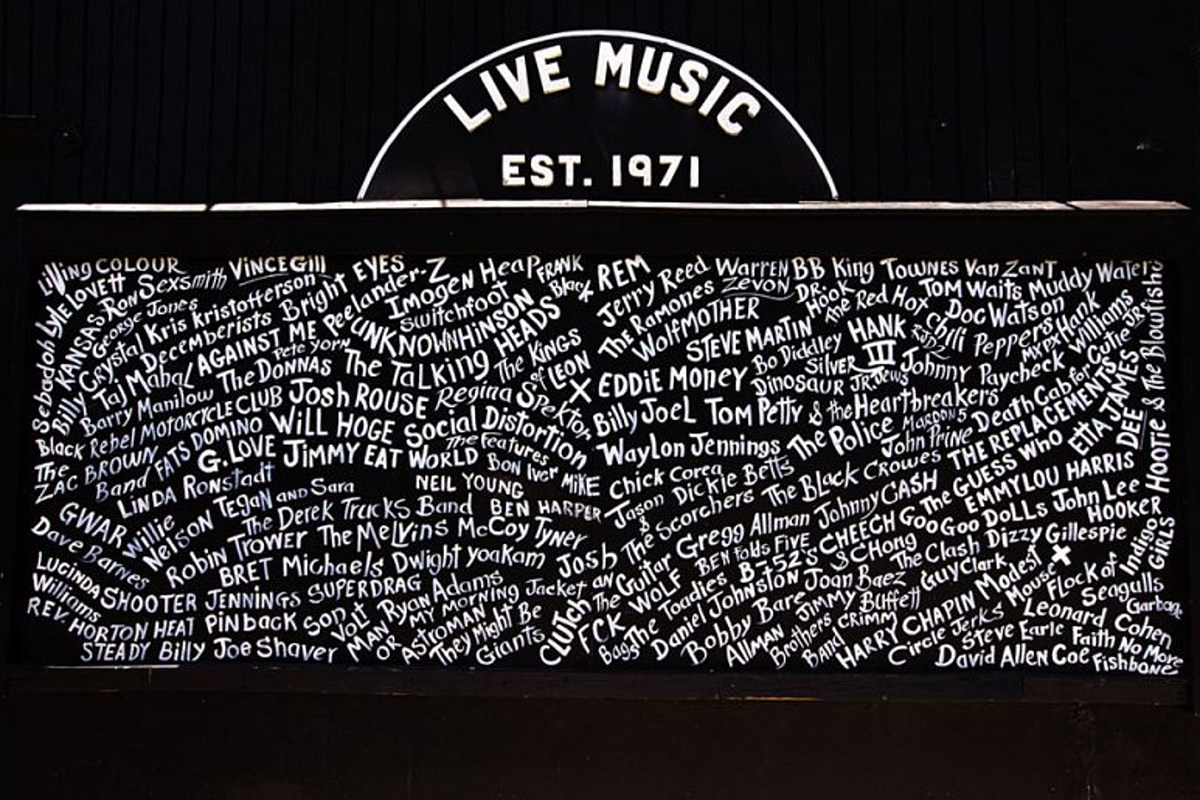 LIVE MUSIC
EST. 1971
Living COLOUR
Lyle Lovett
Sebadoh
KANSAS
Ron Sexsmith
VINCE Gill
George Jones
Billy
Crystal
Kris Kristofferson
Taj Mahal
Decemberists
Bright EYES
Peelander-Z
Imogen Heap
FRANK Black
Switchfoot
AGAINST ME
Pete Yorn
UNKNOWNHINSON
Barry Manilow
The DONNAS
The TalKing HEADS
The KINGS of LEON
Black Rebel MOTORCYCLE CLUB
Josh ROUSE
Regina Spektor
The ZAC BROWN Band
FATS DOMINO
WiLL HOGE
Social Distortion
G. LOVE
JIMMY EAT WORLD
The Features
Bon Iver
LINDA Ronstadt
NEIL YOUNG
MIKE
GWAR
Willie Nelson
Tegan and Sara
The Derek Trucks Band
BEN HARPER
Dave Barnes
Robin Trower
The Melvins
McCoy Tyner
LUCINDA Williams
BRET Michaels
Dwight yoakam
Josh
SHOOTER JENNINGS
SUPERDRAG
Ryan Adams
My Morning Jacket
REV. HORTON HEAT
Pinback
Son Volt
MAN OR ASTROMAN
They Might Be Giants
CLUTCH
STEADY
Billy Joe Shaver
REM
Jerry Reed
WARREN ZEVON
BB King
TOWNES Van ZanT
Muddy Waters
The Ramones
DR. Hook
TOM Waits
Wolfmother
The Red Hot Chili Peppers
Doc Watson
STEVE MARTIN
HANK III
MXPX
Hank Williams JR.
X
EDDIE MONEY
Bo Diddley
Silver Jews
Dinosaur JR.
Johnny Paycheck
Death Cab for Cutie
Billy Joel
Tom Petty & the Heartbreakers
Waylon Jennings
The Police
John Prine
THE REPLACEMENTS
ETTA JAMES
DEE
HOOTIE & The Blowfish
Chick Corea
Dickie Betts
The Black Crowes
The GUESS Who
EMMYLOU HARRIS
Jason &
The Scorchers
Johnny CASH
GooGoo DoLLS
John Lee HOOKER
Gregg Allman
CHEECH & CHong
The Clash
Dizzy Gillespie
Indigo GIRLS
The Guitar WOLF
BEN Folds FIVE
B-52's
Guy Clark
Modest Mouse
X
FLock of Seagulls
FCK
The Toadies
Daniel Johnston
Joan Baez
Garbage
Bobby Bare
Jimmy Buffett
HARRY CHAPIN
Leonard Cohen
Allman Brothers Band
Circle Jerks
Steve Earle
Faith No More
David Allen Coe
Fishbone